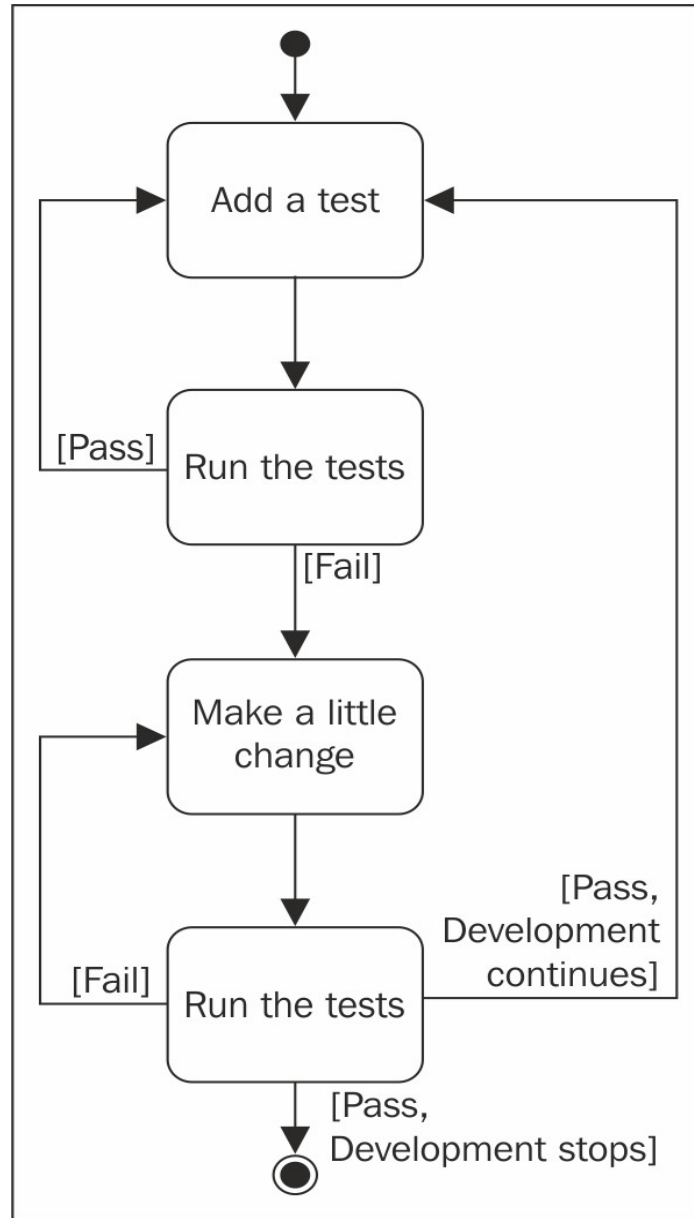 Add a test
[Pass]
Run the tests
[Fail]
Make a little
change
[Pass,
Development
continues]
[Fail]
Run the tests
[Pass,
Development stops]